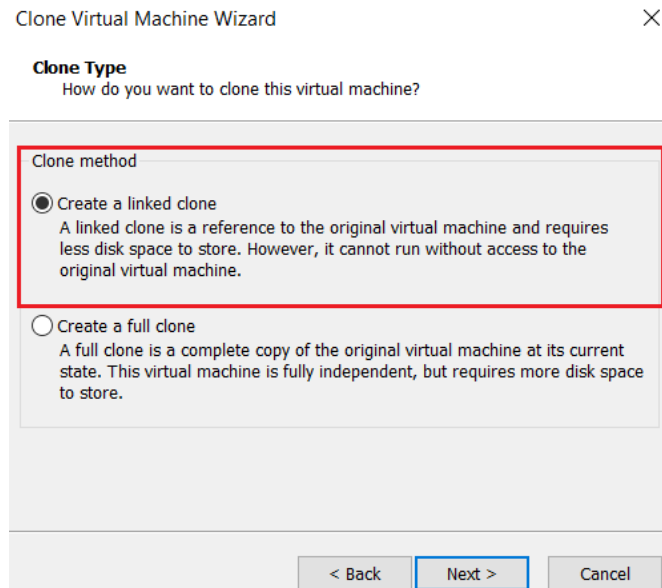 Clone Virtual Machine Wizard
Clone Type
How do you want to clone this virtual machine?
Clone method
Create a linked clone
A linked clone is a reference to the original virtual machine and requires
less disk space to store. However, it cannot run without access to the
original virtual machine.
Create a full clone
A full clone is a complete copy of the original virtual machine at its current
state. This virtual machine is fully independent, but requires more disk space
to store.
< Back Next > Cancel